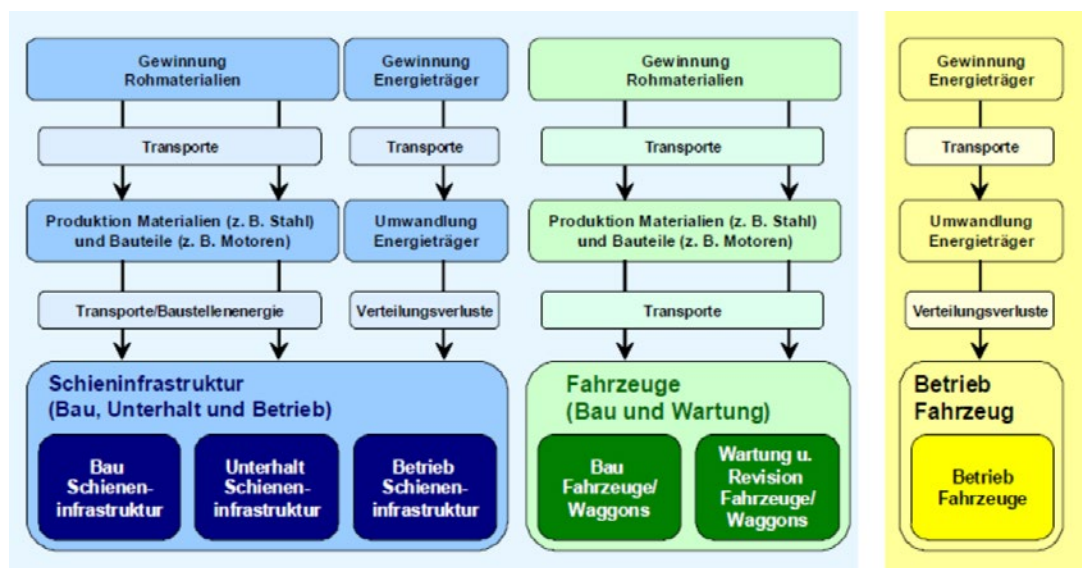 Gewinnung
Rohmaterialien
Gewinnung
Energieträger
Gewinnung
Rohmaterialien
Gewinnung
Energieträger
Transporte
Transporte
Transporte
Transporte
Produktion Materialien (z. B. Stahl)
und Bauteile (z. B. Motoren)
Umwandlung
Energieträger
Produktion Materialien (z. B. Stahl)
und Bauteile (z. B. Motoren)
Umwandlung
Energieträger
Transporte/Baustellenenergie
Verteilungsverluste
Transporte
Verteilungsverluste
Schieninfrastruktur
(Bau, Unterhalt und Betrieb)
Bau
Schienen-
infrastruktur
Unterhalt
Schienen-
infrastruktur
Betrieb
Schienen-
infrastruktur
Fahrzeuge
(Bau und Wartung)
Bau
Fahrzeuge/
Waggons
Wartung u.
Revision
Fahrzeuge/
Waggons
Betrieb
Fahrzeug
Betrieb
Fahrzeuge